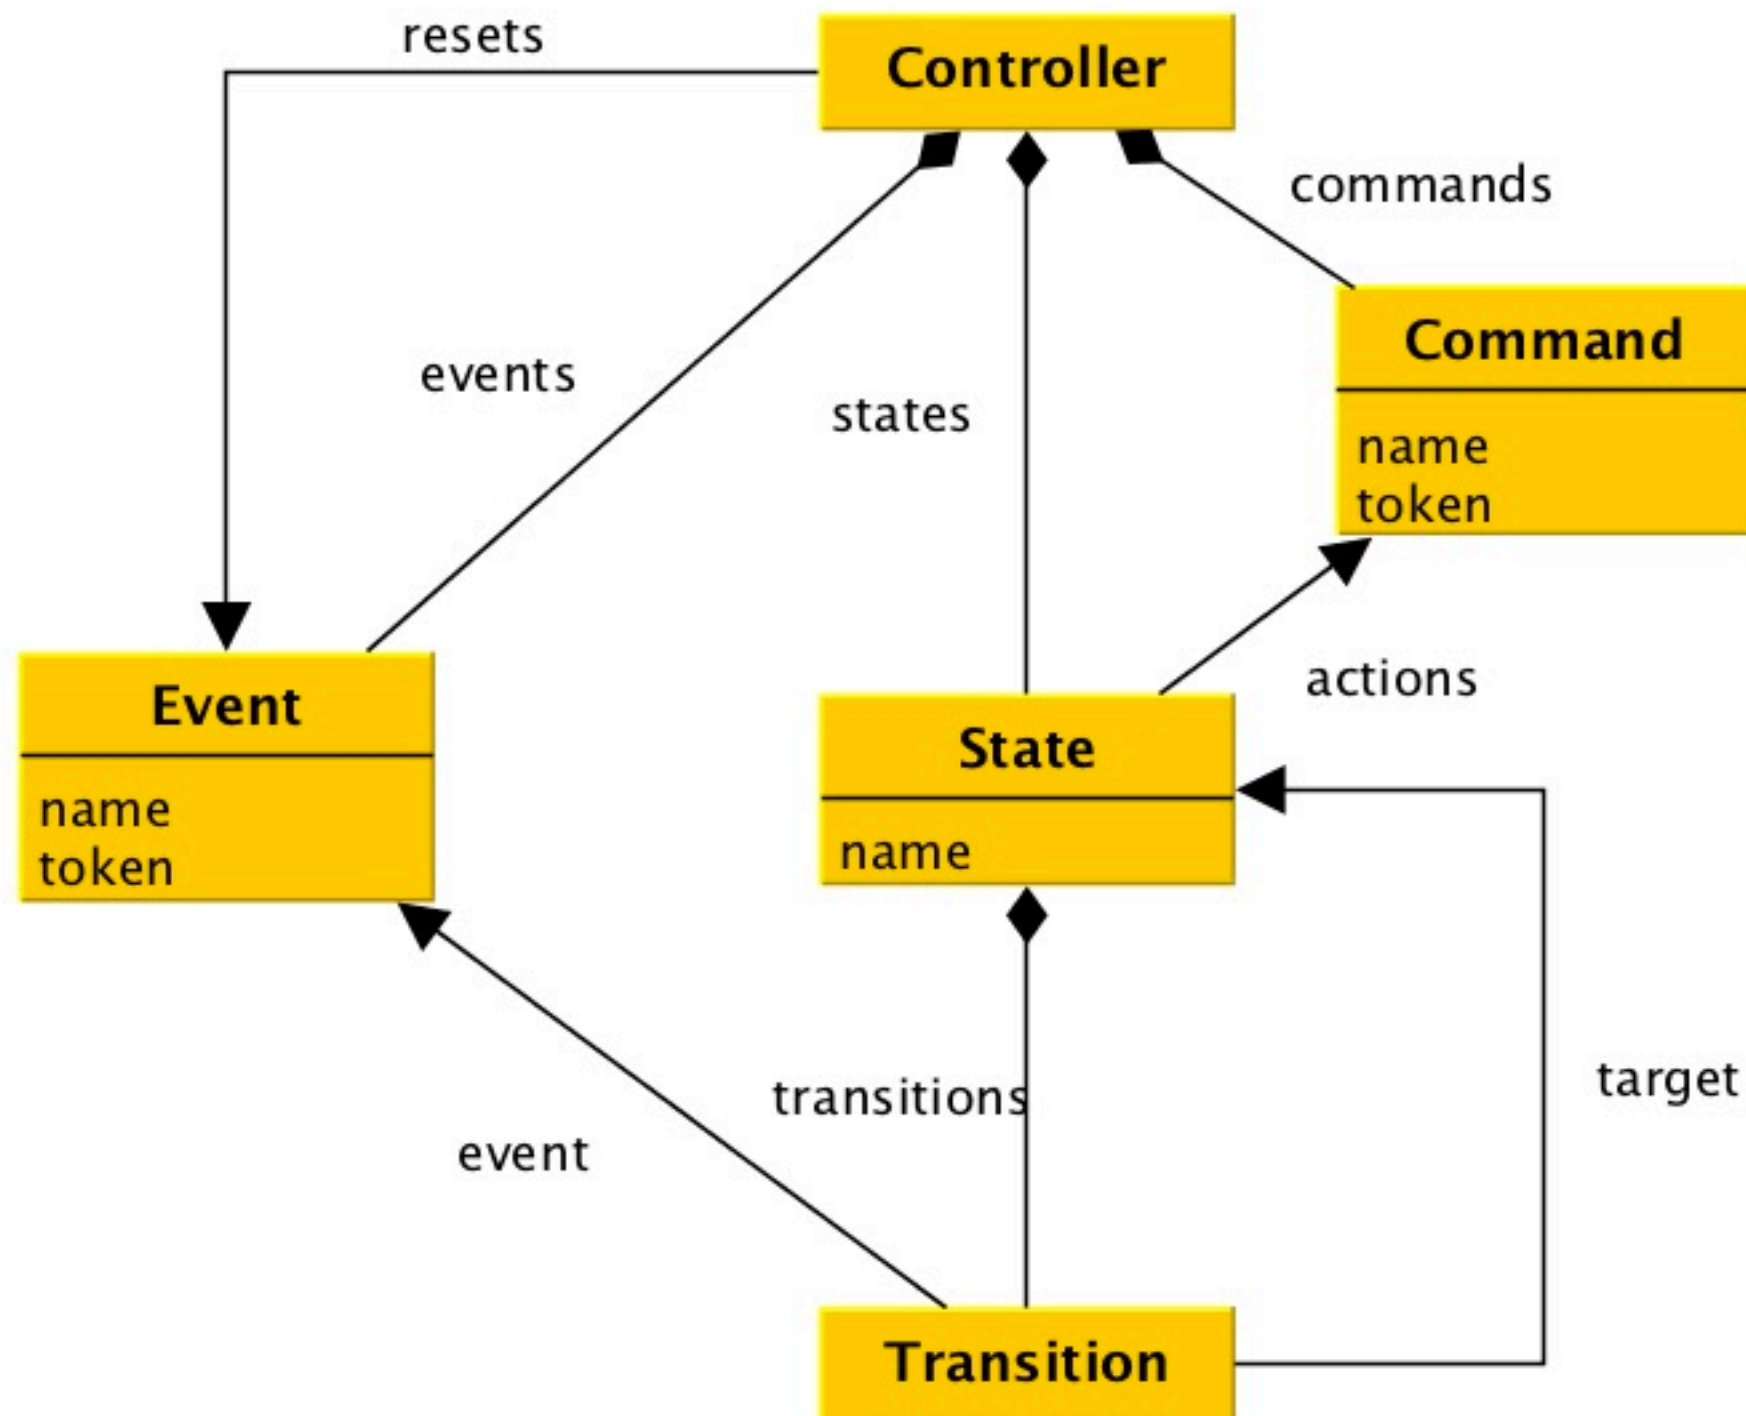 resets
Controller
commands
events
states
Command
name
token
Event
name
token
State
name
actions
target
transitions
event
Transition